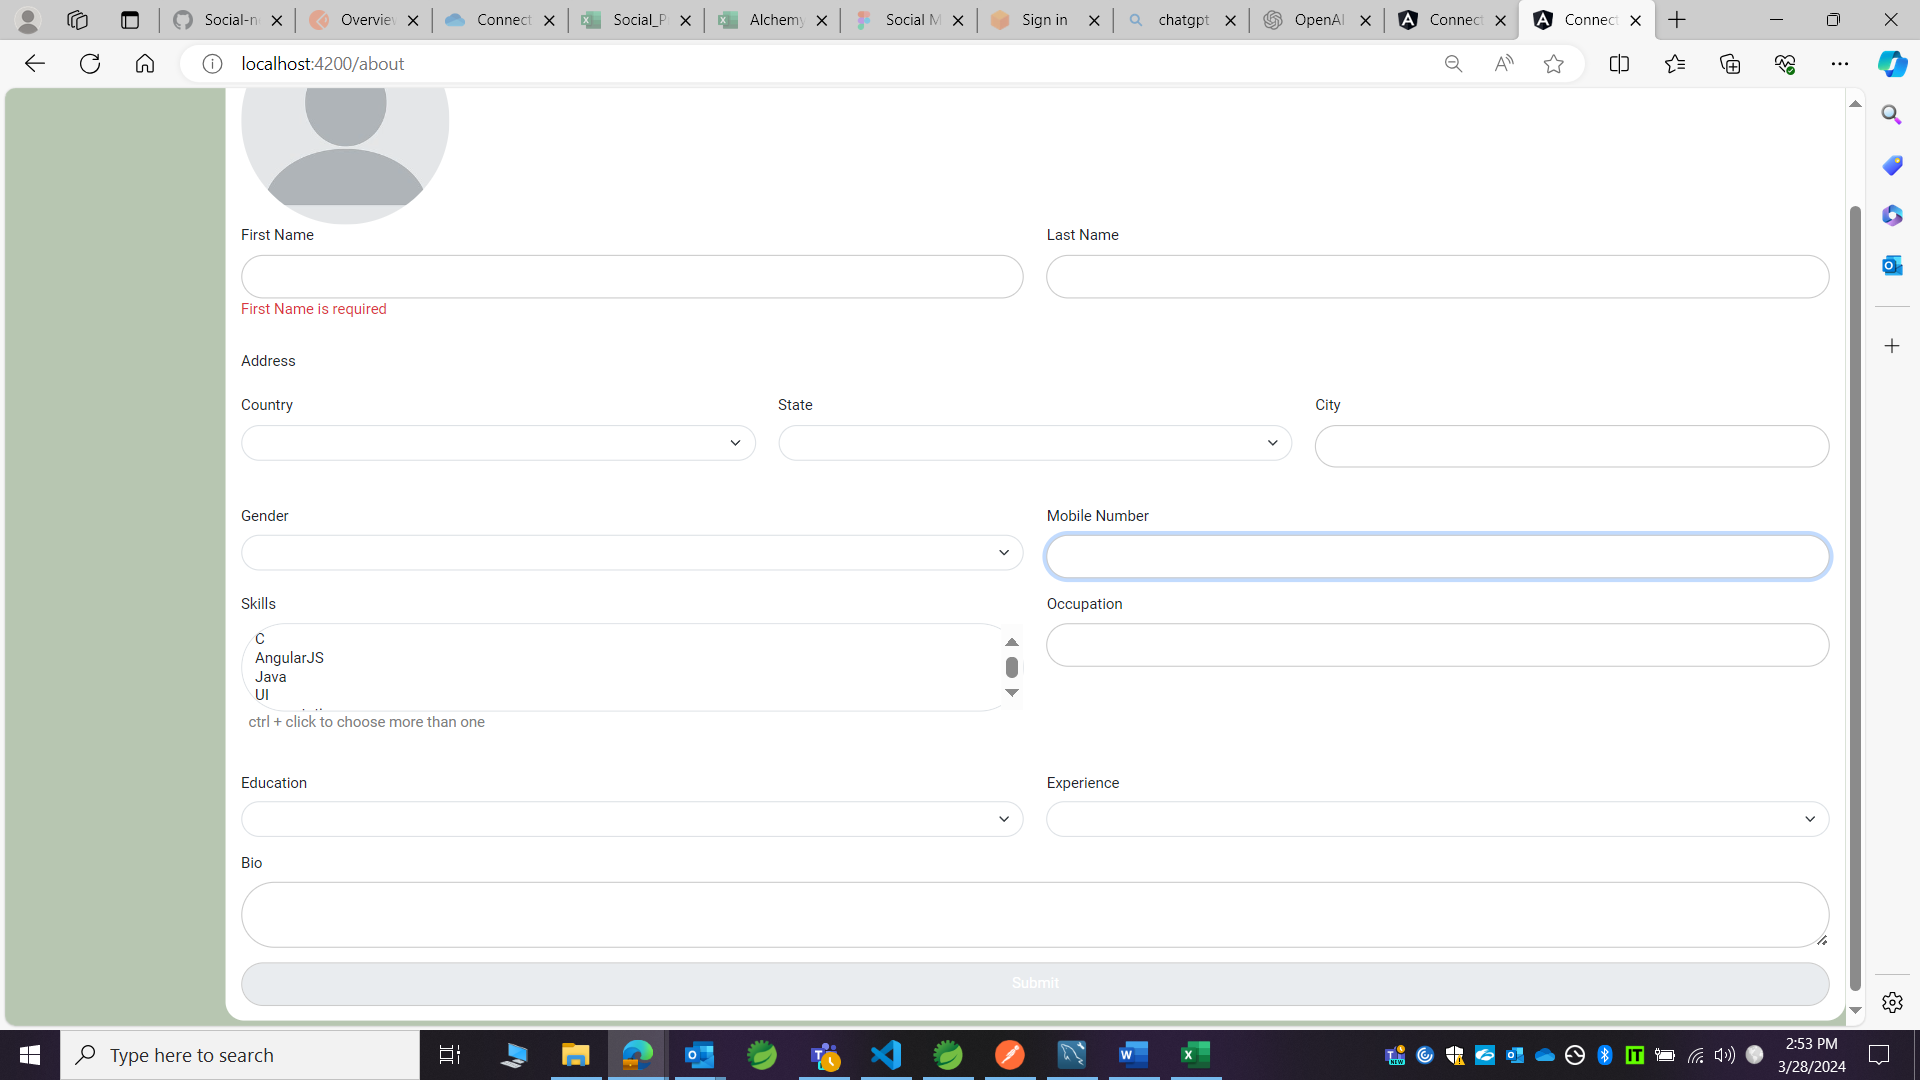 Social-n
Overview
Connect
Social_P
Alchemy
Social M
Sign in
chatgpt
OpenAI
Connect
Connect
localhost:4200/about
First Name
Last Name
First Name is required
Address
Country
State
City
Gender
Mobile Number
Skills
Occupation
C
AngularJS
Java
UI
ctrl + click to choose more than one
Education
Experience
Bio
Submit
Type here to search
2:53 PM
3/28/2024